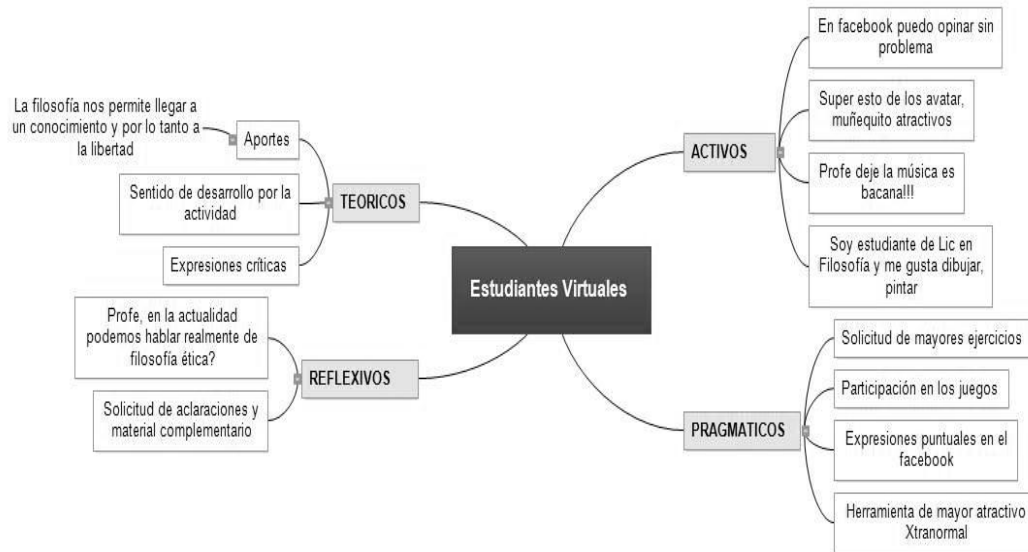 Estudiantes Virtuales
TEORICOS
Aportes
La filosofía nos permite llegar a
un conocimiento y por lo tanto a
la libertad
Sentido de desarrollo por la
actividad
Expresiones críticas
REFLEXIVOS
Profe, en la actualidad
podemos hablar realmente de
filosofía ética?
Solicitud de aclaraciones y
material complementario
ACTIVOS
En facebook puedo opinar sin
problema
Super esto de los avatar,
muñequito atractivos
Profe deje la música es
bacana!!!
Soy estudiante de Lic en
Filosofía y me gusta dibujar,
pintar
PRAGMATICOS
Solicitud de mayores ejercicios
Participación en los juegos
Expresiones puntuales en el
facebook
Herramienta de mayor atractivo
Xtranormal